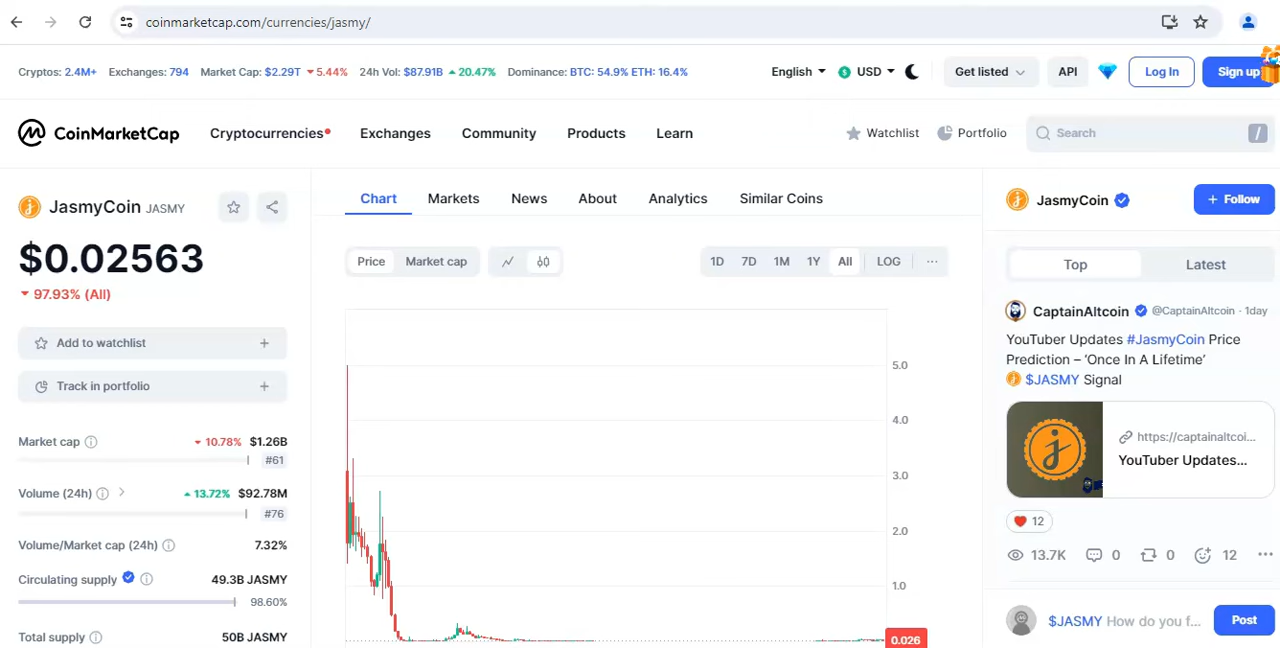 coinmarketcap.com/currencies/jasmy/
Cryptos: 2.4M+ Exchanges: 794 Market Cap: $2.29T 5.44% 24h Vol: $87.91B 20.47% Dominance: BTC: 54.9% ETH: 16.4% English USD Get listed API Log In Sign up
CoinMarketCap Cryptocurrencies Exchanges Community Products Learn Watchlist Portfolio Search /
JasmyCoin JASMY
$0.02563
97.93% (All)
Add to watchlist +
Track in portfolio +
Market cap 10.78% $1.26B
#61
Volume (24h) 13.72% $92.78M
#76
Volume/Market cap (24h) 7.32%
Circulating supply 49.3B JASMY
98.60%
Total supply 50B JASMY
Chart Markets News About Analytics Similar Coins
Price Market cap 1D 7D 1M 1Y All LOG ...
5.0
4.0
3.0
2.0
1.0
0.026
JasmyCoin + Follow
Top Latest
CaptainAltcoin @CaptainAltcoin · 1day
YouTuber Updates #JasmyCoin Price
Prediction – ‘Once In A Lifetime’
$JASMY Signal
https://captainaltcoi...
YouTuber Updates...
12
13.7K 0 0 12 ...
$JASMY How do you f... Post